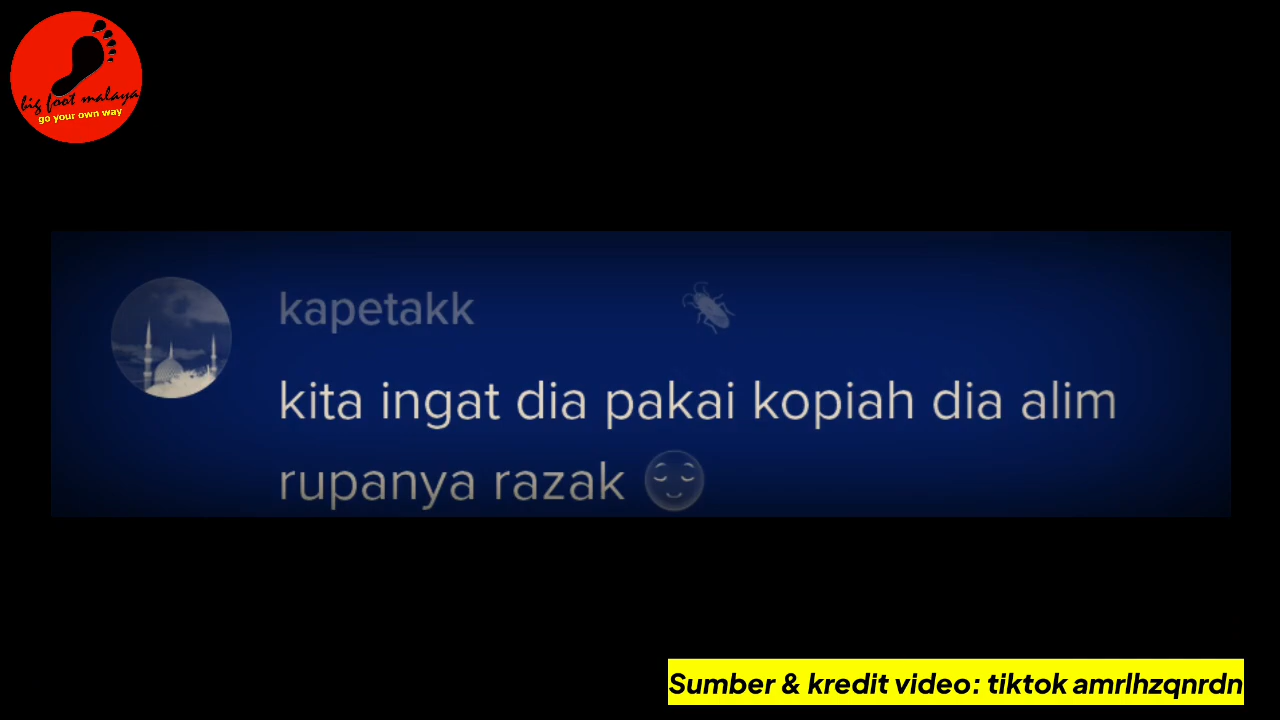 big foot malaya
go your own way
kapetakk
kita ingat dia pakai kopiah dia alim
rupanya razak 😌
Sumber & kredit video: tiktok amrlhzqnrdn